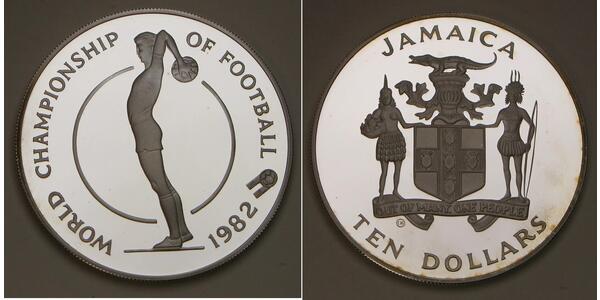 WORLD CHAMPIONSHIP OF FOOTBALL 1982
JAMAICA
OUT OF MANY, ONE PEOPLE
TEN DOLLARS